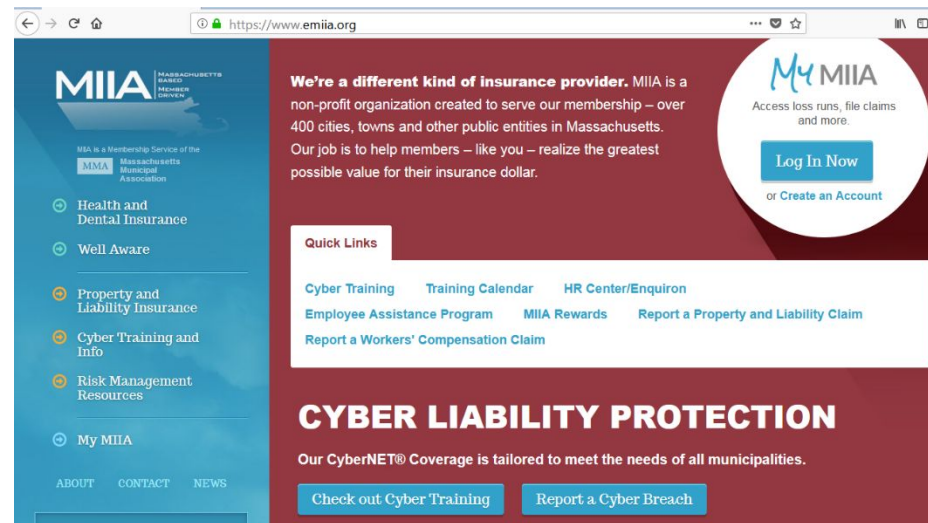 https://www.emiia.org
MIIA
MASSACHUSETTS
BASED
MEMBER
DRIVEN
MIIA is a Membership Service of the
MMA
Massachusetts
Municipal
Association
Health and
Dental Insurance
Well Aware
Property and
Liability Insurance
Cyber Training and
Info
Risk Management
Resources
My MIIA
ABOUT CONTACT NEWS
We're a different kind of insurance provider. MIIA is a
non-profit organization created to serve our membership – over
400 cities, towns and other public entities in Massachusetts.
Our job is to help members – like you – realize the greatest
possible value for their insurance dollar.
My MIIA
Access loss runs, file claims
and more.
Log In Now
or Create an Account
Quick Links
Cyber Training Training Calendar HR Center/Enquiron
Employee Assistance Program MIIA Rewards Report a Property and Liability Claim
Report a Workers' Compensation Claim
CYBER LIABILITY PROTECTION
Our CyberNET® Coverage is tailored to meet the needs of all municipalities.
Check out Cyber Training Report a Cyber Breach